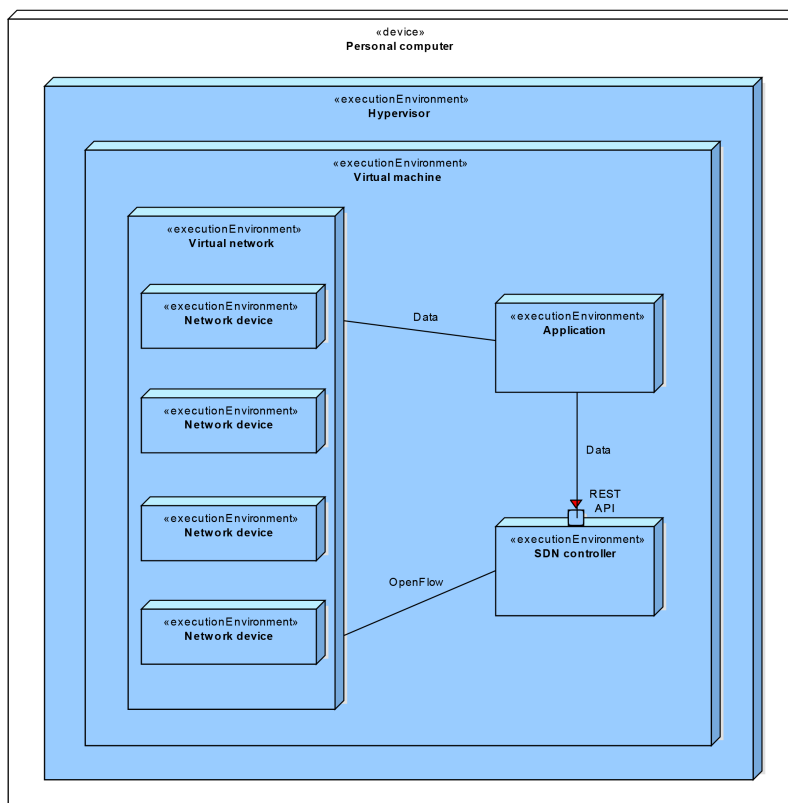 «device»
Personal computer
«executionEnvironment»
Hypervisor
«executionEnvironment»
Virtual machine
«executionEnvironment»
Virtual network
«executionEnvironment»
Network device
«executionEnvironment»
Network device
«executionEnvironment»
Network device
«executionEnvironment»
Network device
Data
«executionEnvironment»
Application
Data
REST
API
«executionEnvironment»
SDN controller
OpenFlow